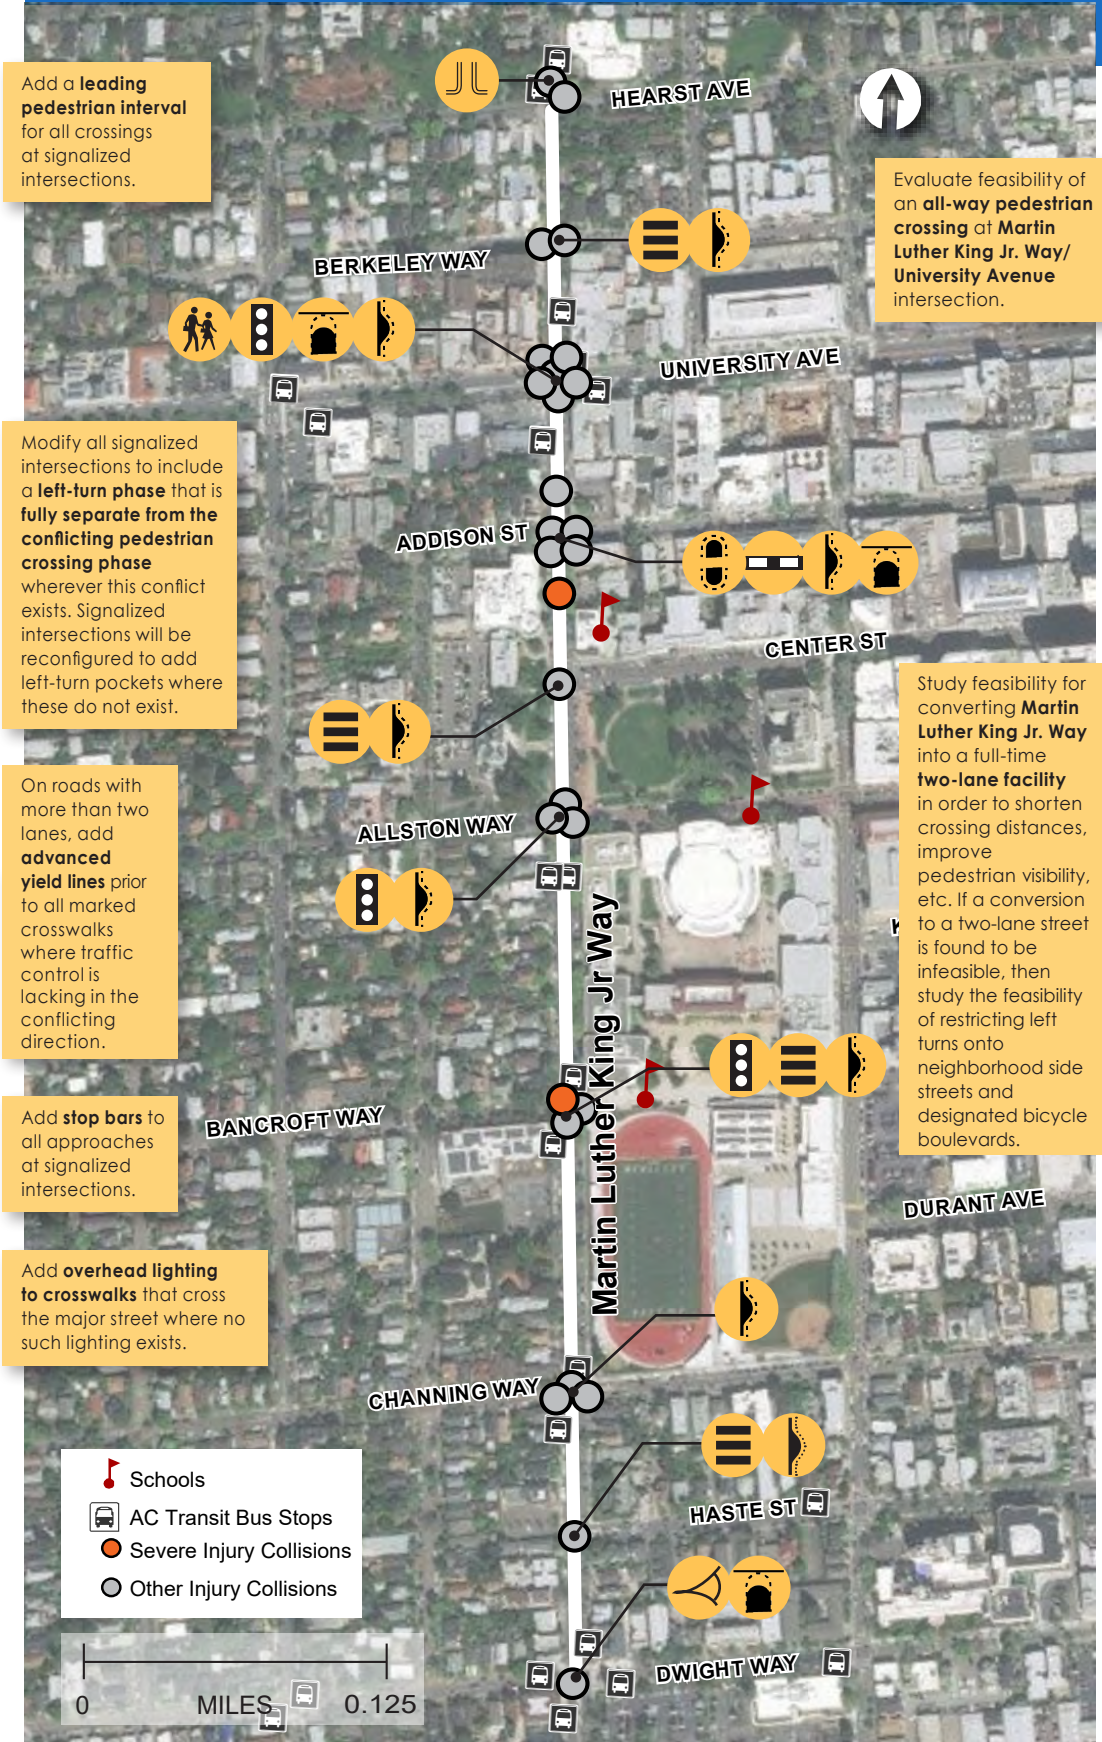 Add a leading
pedestrian interval
for all crossings
at signalized
intersections.
HEARST AVE
Evaluate feasibility of
an all-way pedestrian
crossing at Martin
Luther King Jr. Way/
University Avenue
intersection.
BERKELEY WAY
UNIVERSITY AVE
Modify all signalized
intersections to include
a left-turn phase that is
fully separate from the
conflicting pedestrian
crossing phase
wherever this conflict
exists. Signalized
intersections will be
reconfigured to add
left-turn pockets where
these do not exist.
ADDISON ST
CENTER ST
Study feasibility for
converting Martin
Luther King Jr. Way
into a full-time
two-lane facility
in order to shorten
crossing distances,
improve
pedestrian visibility,
etc. If a conversion
to a two-lane street
is found to be
infeasible, then
study the feasibility
of restricting left
turns onto
neighborhood side
streets and
designated bicycle
boulevards.
On roads with
more than two
lanes, add
advanced
yield lines prior
to all marked
crosswalks
where traffic
control is
lacking in the
conflicting
direction.
ALLSTON WAY
Martin Luther King Jr Way
Add stop bars to
all approaches
at signalized
intersections.
BANCROFT WAY
DURANT AVE
Add overhead lighting
to crosswalks that cross
the major street where no
such lighting exists.
CHANNING WAY
HASTE ST
DWIGHT WAY
Schools
AC Transit Bus Stops
Severe Injury Collisions
Other Injury Collisions
0 MILES 0.125